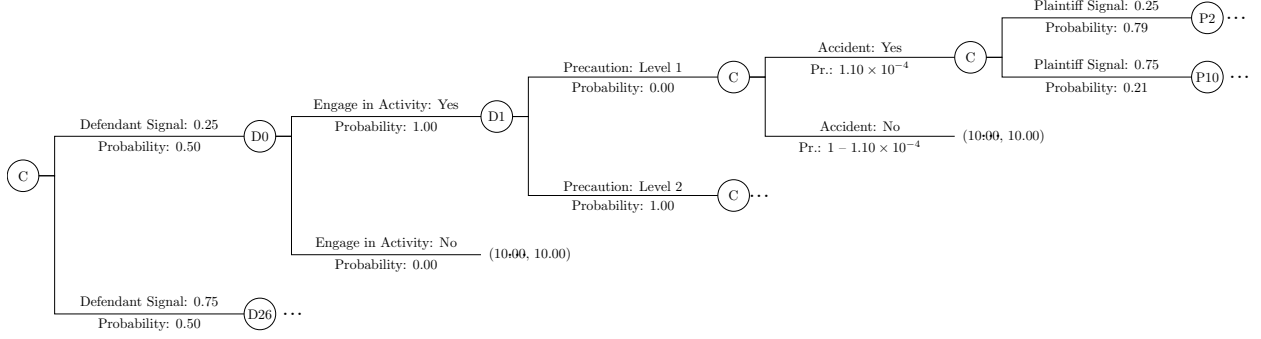 Plaintiff Signal: 0.25
P2 ...
Probability: 0.79
Accident: Yes
C
Pr.: 1.10 × 10⁻⁴
Plaintiff Signal: 0.75
P10 ...
Probability: 0.21
Precaution: Level 1
C
Probability: 0.00
Engage in Activity: Yes
D1
Probability: 1.00
Accident: No
(10.00, 10.00)
Pr.: 1 – 1.10 × 10⁻⁴
Defendant Signal: 0.25
D0
Probability: 0.50
C
Precaution: Level 2
C ...
Probability: 1.00
Engage in Activity: No
(10.00, 10.00)
Probability: 0.00
Defendant Signal: 0.75
D26 ...
Probability: 0.50